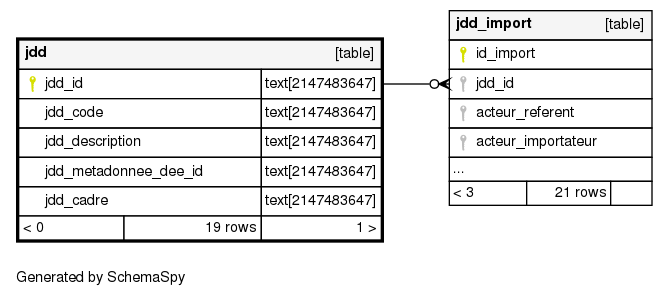 jdd [table]
jdd_id text[2147483647]
jdd_code text[2147483647]
jdd_description text[2147483647]
jdd_metadonnee_dee_id text[2147483647]
jdd_cadre text[2147483647]
< 0 19 rows 1 >
jdd_import [table]
id_import
jdd_id
acteur_referent
acteur_importateur
...
< 3 21 rows
Generated by SchemaSpy